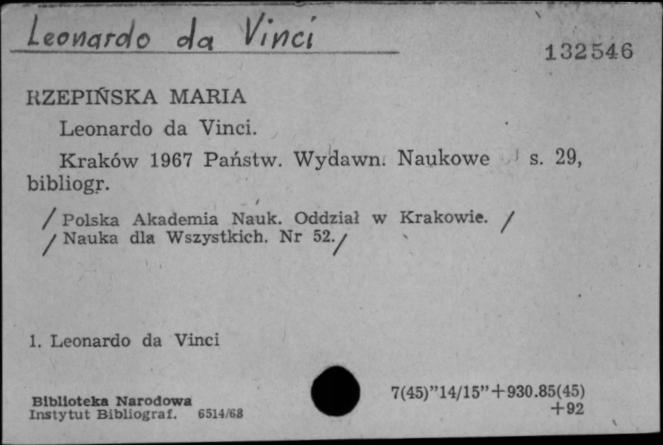 Leonardo da Vinci
132546
RZEPIŃSKA MARIA
Leonardo da Vinci.
Kraków 1967 Państw. Wydawn. Naukowe s. 29,
bibliogr.
/ Polska Akademia Nauk. Oddział w Krakowie. /
/ Nauka dla Wszystkich. Nr 52./
1. Leonardo da Vinci
Biblioteka Narodowa
Instytut Bibliograf. 6514/68
7(45)”14/15”+930.85(45)
+92